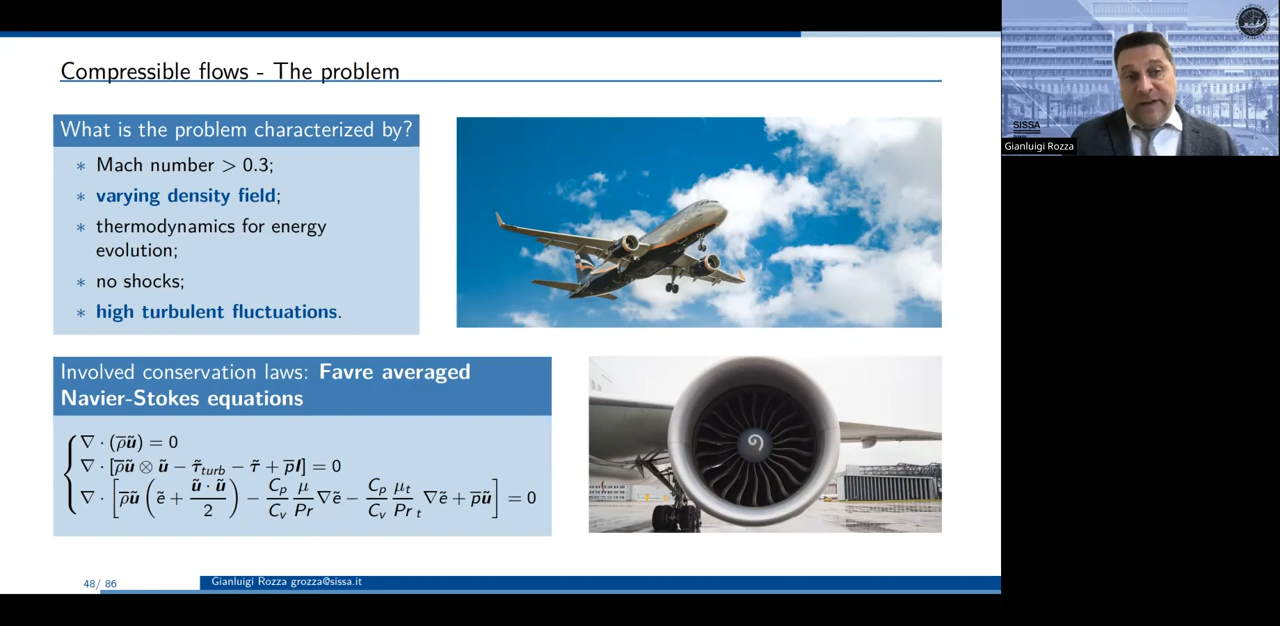 Compressible flows - The problem
What is the problem characterized by?
∗ Mach number > 0.3;
∗ varying density field;
∗ thermodynamics for energy
evolution;
∗ no shocks;
∗ high turbulent fluctuations.
Involved conservation laws: Favre averaged
Navier-Stokes equations
∇ · (ρ̅ũ) = 0
∇ · [ρ̅ũ ⊗ ũ − τ̃_turb − τ̃ + p̅I] = 0
∇ · [ρ̅ũ (ẽ + (ũ · ũ)/2) − (C_p/C_v)(μ/Pr)∇ẽ − (C_p/C_v)(μ_t/Pr_t)∇ẽ + p̅ũ] = 0
48/ 86
Gianluigi Rozza grozza@sissa.it
SISSA
Gianluigi Rozza